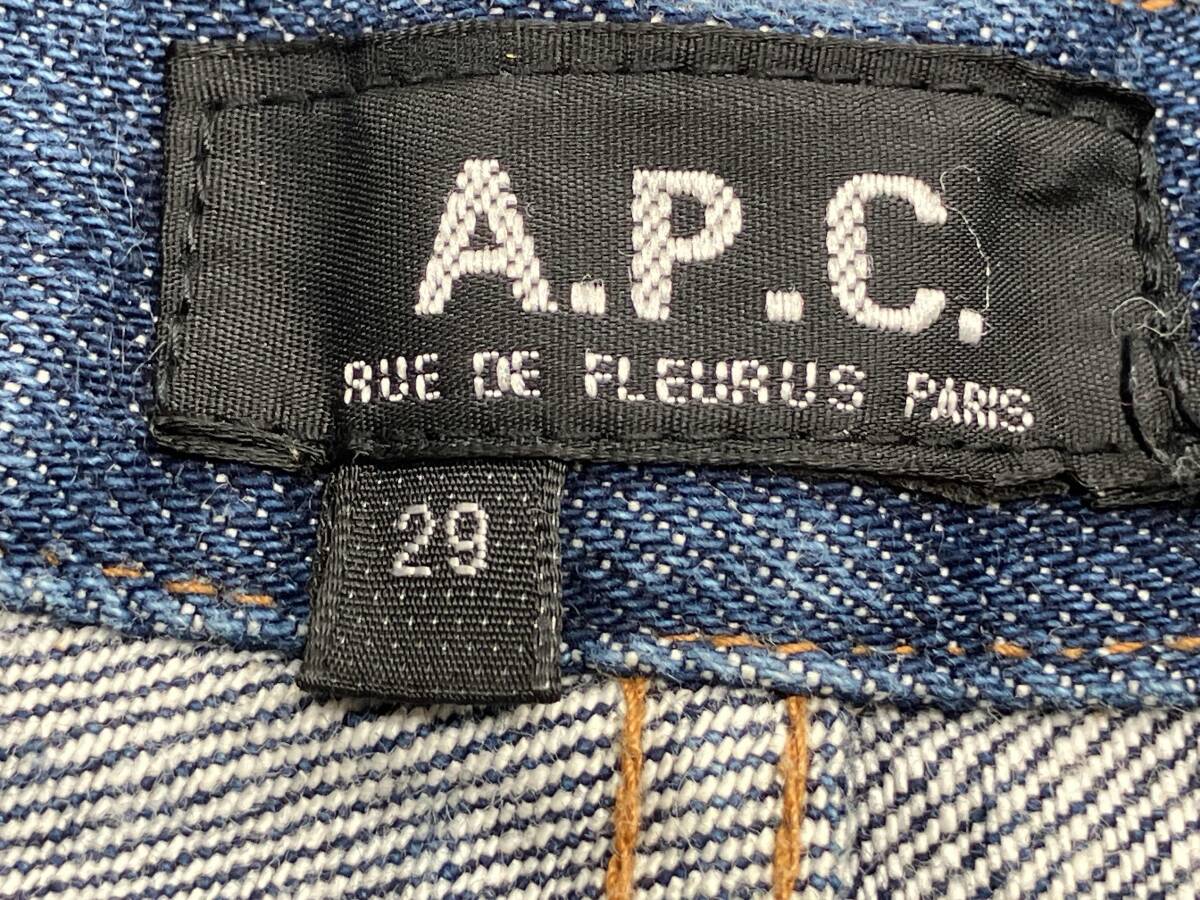 A.P.C.
RUE DE FLEURUS PARIS
29